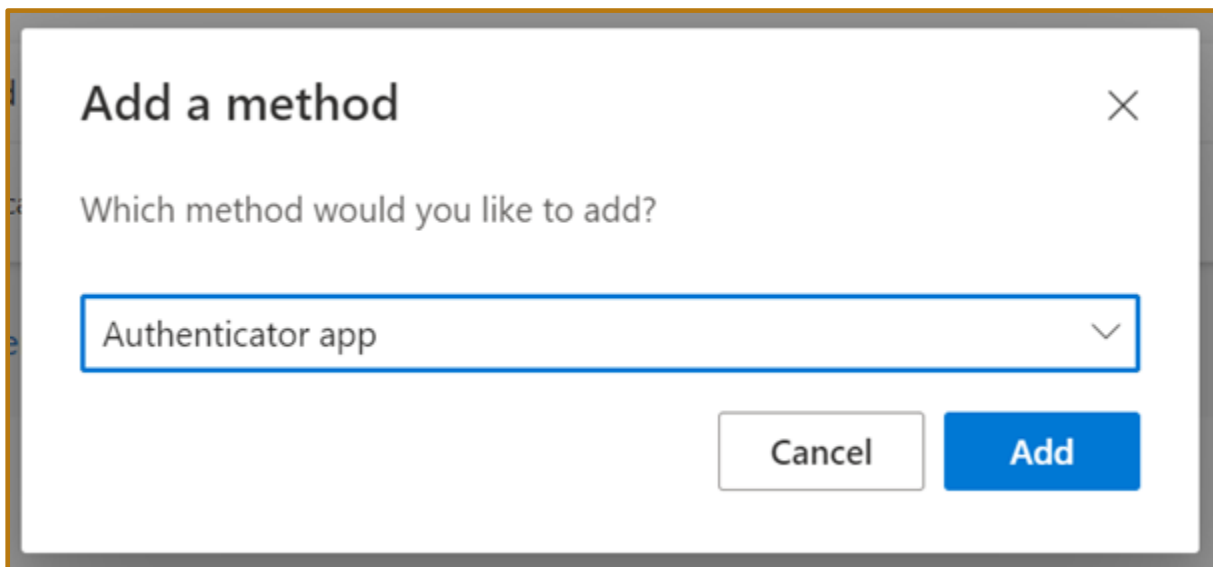 Add a method
Which method would you like to add?
Authenticator app
Cancel
Add